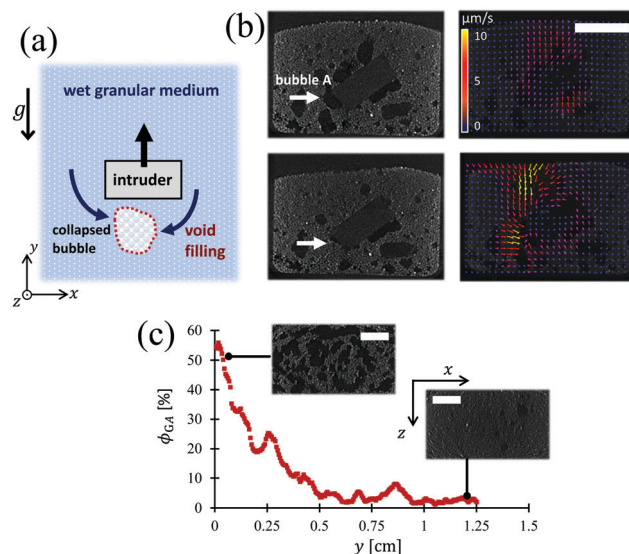 (a)
wet granular medium
g
intruder
collapsed
bubble
void
filling
y
z
x
(b)
bubble A
μm/s
10
5
0
(c)
60
50
40
30
20
10
0
ϕGA [%]
0
0.25
0.5
0.75
1
1.25
1.5
y [cm]
x
z